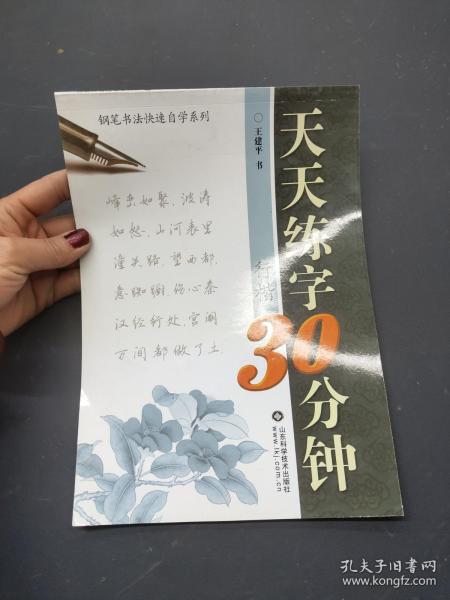 钢笔书法快速自学系列
○ 王建平 书
天天练字30分钟
行楷
峰峦如聚,波涛
如怒,山河表里
潼关路,望西都,
意踟蹰,伤心秦
汉经行处,宫阙
万间都做了土
山东科学技术出版社
www.lkj.com.cn
孔夫子旧书网
www.kongfz.com